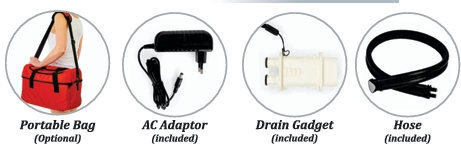 Portable Bag
(Optional)
AC Adaptor
(included)
Drain Gadget
(included)
Hose
(included)